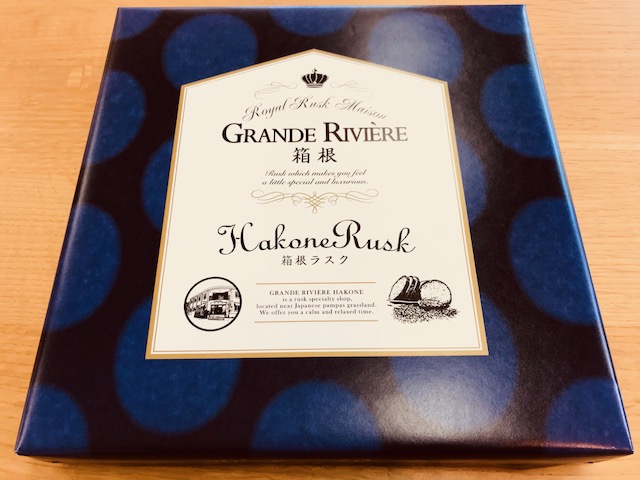 Royal Rusk Maison
GRANDE RIVIÈRE
箱根
Rusk which makes you feel
a little special and luxurious.
Hakone Rusk
箱根ラスク
GRANDE RIVIÈRE HAKONE
is a rusk specialty shop,
located near Japanese pampas grassland.
We offer you a calm and relaxed time.